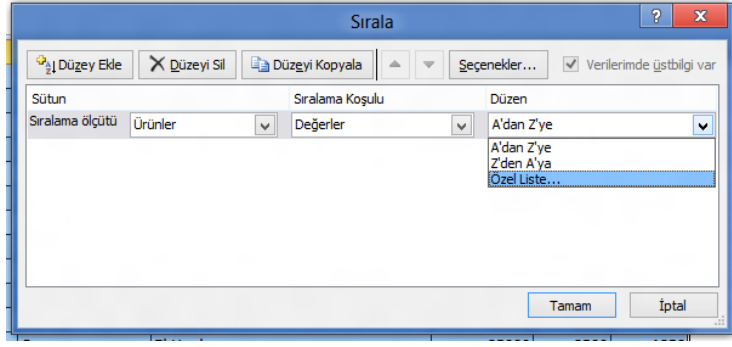 Sırala
Düzey Ekle Düzeyi Sil Düzeyi Kopyala Seçenekler... Verilerimde üstbilgi var
Sütun Sıralama Koşulu Düzen
Sıralama ölçütü Ürünler Değerler A'dan Z'ye
A'dan Z'ye
Z'den A'ya
Özel Liste...
Tamam İptal